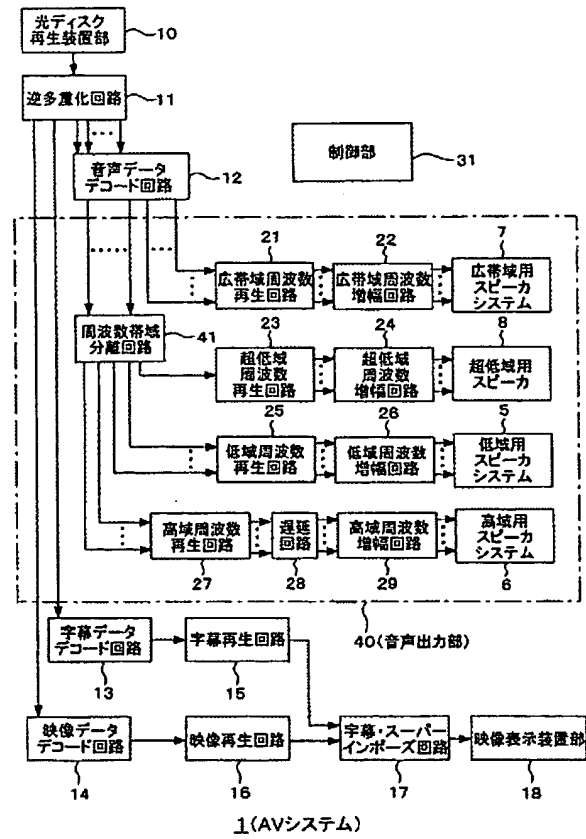 光ディスク
再生装置部
10
逆多重化回路
11
音声データ
デコード回路
12
制御部
31
21
広帯域周波数
再生回路
22
広帯域周波数
増幅回路
7
広帯域用
スピーカ
システム
周波数帯域
分離回路
41
23
超低域
周波数
再生回路
24
超低域
周波数
増幅回路
8
超低域用
スピーカ
25
低域周波数
再生回路
26
低域周波数
増幅回路
5
低域用
スピーカ
システム
高域周波数
再生回路
27
遅延
回路
28
高域周波数
増幅回路
29
高域用
スピーカ
システム
6
40(音声出力部)
字幕データ
デコード回路
13
字幕再生回路
15
映像データ
デコード回路
14
映像再生回路
16
字幕・スーパー
インポーズ回路
17
映像表示装置部
18
1(AVシステム)